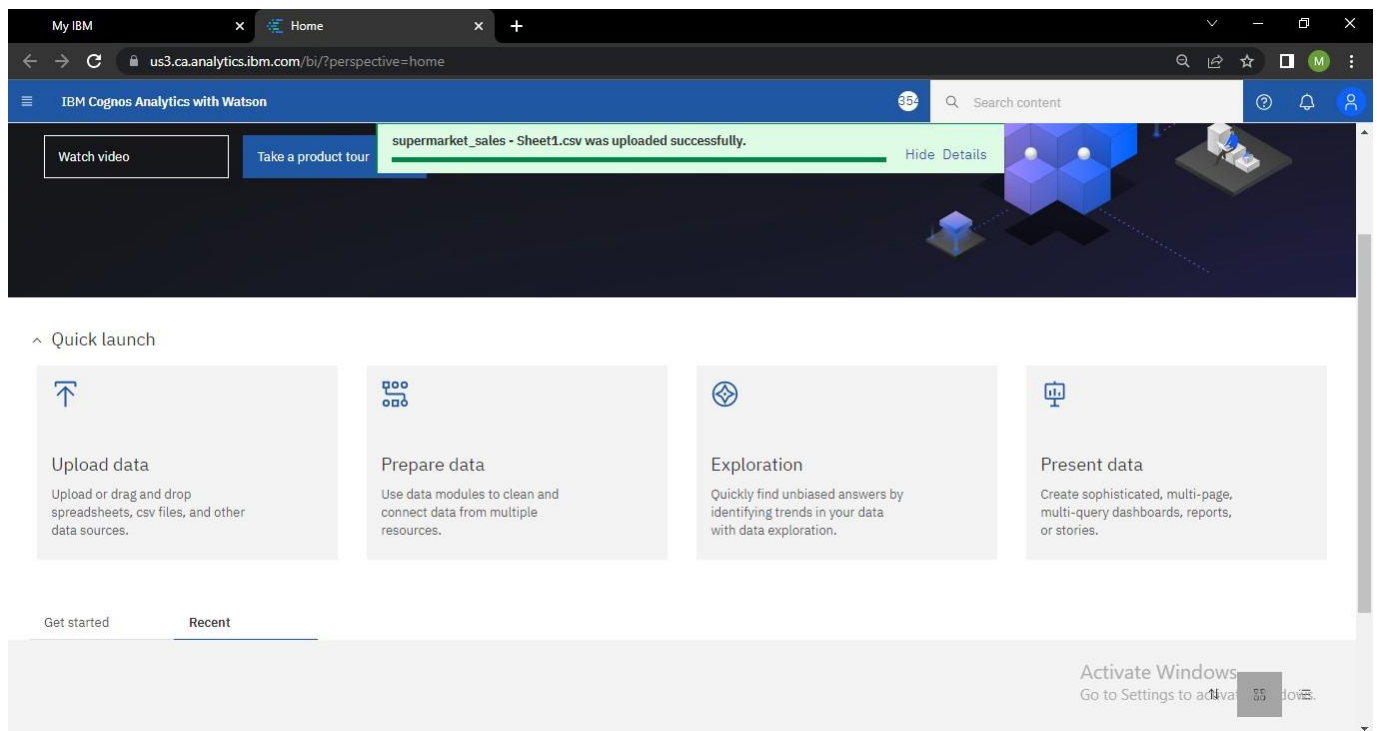 My IBM
Home
us3.ca.analytics.ibm.com/bi/?perspective=home
M
IBM Cognos Analytics with Watson
354
Search content
Watch video
Take a product tour
supermarket_sales - Sheet1.csv was uploaded successfully.
Hide Details
Quick launch
Upload data
Upload or drag and drop
spreadsheets, csv files, and other
data sources.
Prepare data
Use data modules to clean and
connect data from multiple
resources.
Exploration
Quickly find unbiased answers by
identifying trends in your data
with data exploration.
Present data
Create sophisticated, multi-page,
multi-query dashboards, reports,
or stories.
Get started
Recent
Activate Windows
Go to Settings to